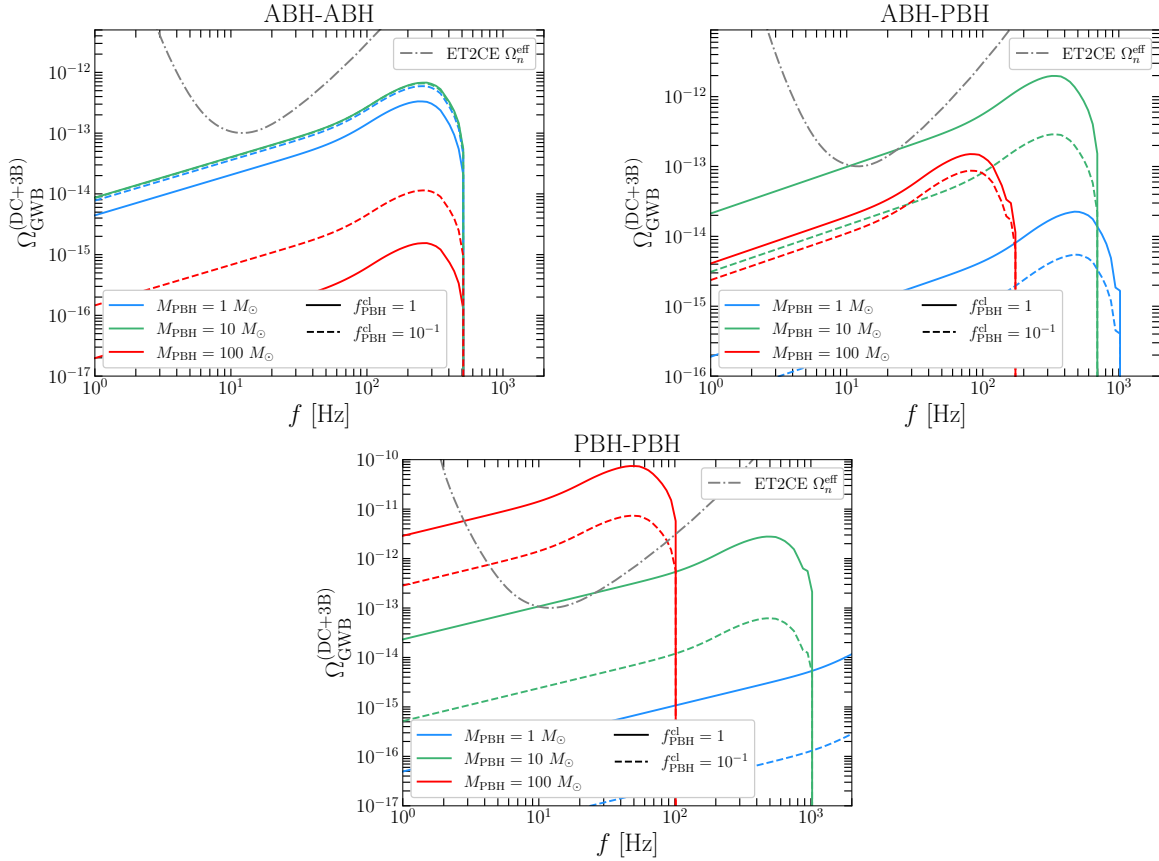 ABH-ABH
ET2CE Ω_n^eff
10^-12
10^-13
10^-14
10^-15
10^-16
10^-17
Ω_GWB^(DC+3B)
M_PBH = 1 M_⊙
M_PBH = 10 M_⊙
M_PBH = 100 M_⊙
f_PBH^cl = 1
f_PBH^cl = 10^-1
10^0
10^1
10^2
10^3
f [Hz]
ABH-PBH
ET2CE Ω_n^eff
10^-12
10^-13
10^-14
10^-15
10^-16
Ω_GWB^(DC+3B)
M_PBH = 1 M_⊙
M_PBH = 10 M_⊙
M_PBH = 100 M_⊙
f_PBH^cl = 1
f_PBH^cl = 10^-1
10^0
10^1
10^2
10^3
f [Hz]
PBH-PBH
ET2CE Ω_n^eff
10^-10
10^-11
10^-12
10^-13
10^-14
10^-15
10^-16
10^-17
Ω_GWB^(DC+3B)
M_PBH = 1 M_⊙
M_PBH = 10 M_⊙
M_PBH = 100 M_⊙
f_PBH^cl = 1
f_PBH^cl = 10^-1
10^0
10^1
10^2
10^3
f [Hz]